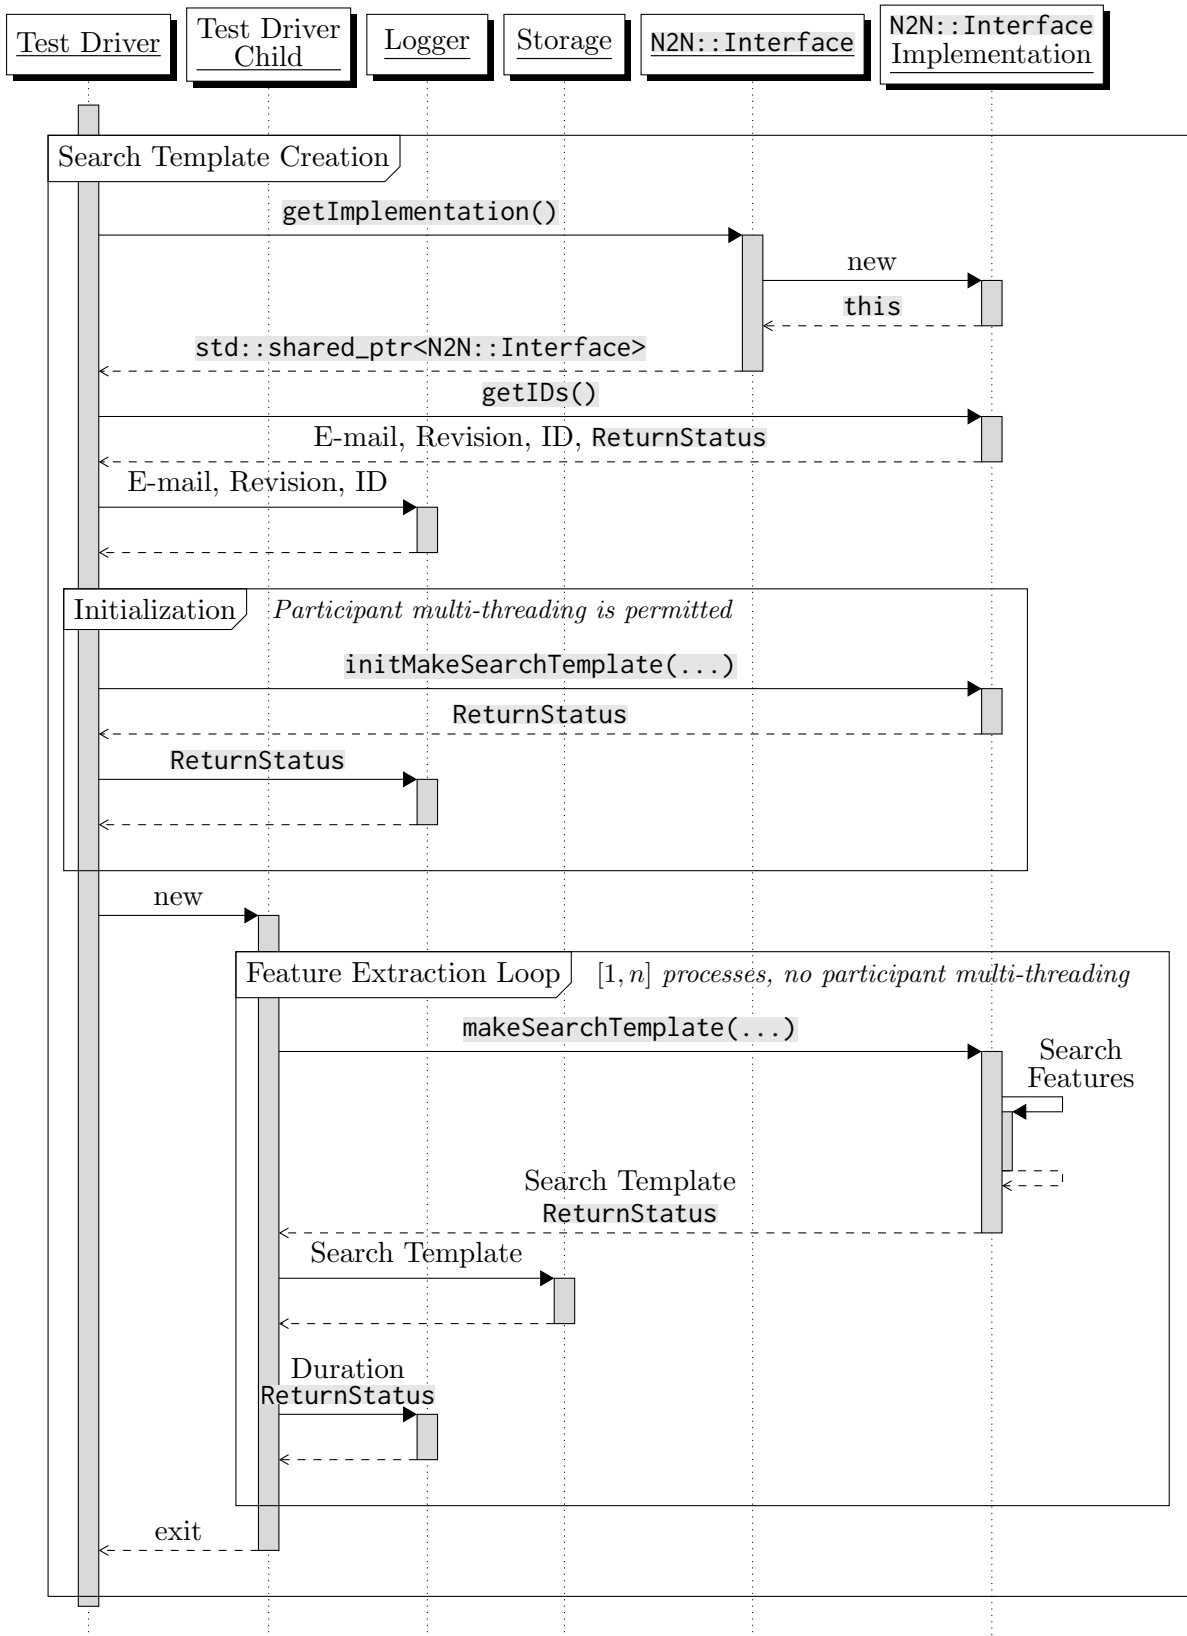 Test Driver
Test Driver
Child
Logger
Storage
N2N::Interface
N2N::Interface
Implementation
Search Template Creation
getImplementation()
new
this
std::shared_ptr<N2N::Interface>
getIDs()
E-mail, Revision, ID, ReturnStatus
E-mail, Revision, ID
Initialization
Participant multi-threading is permitted
initMakeSearchTemplate(...)
ReturnStatus
ReturnStatus
new
Feature Extraction Loop
[1, n] processes, no participant multi-threading
makeSearchTemplate(...)
Search
Features
Search Template
ReturnStatus
Search Template
Duration
ReturnStatus
exit